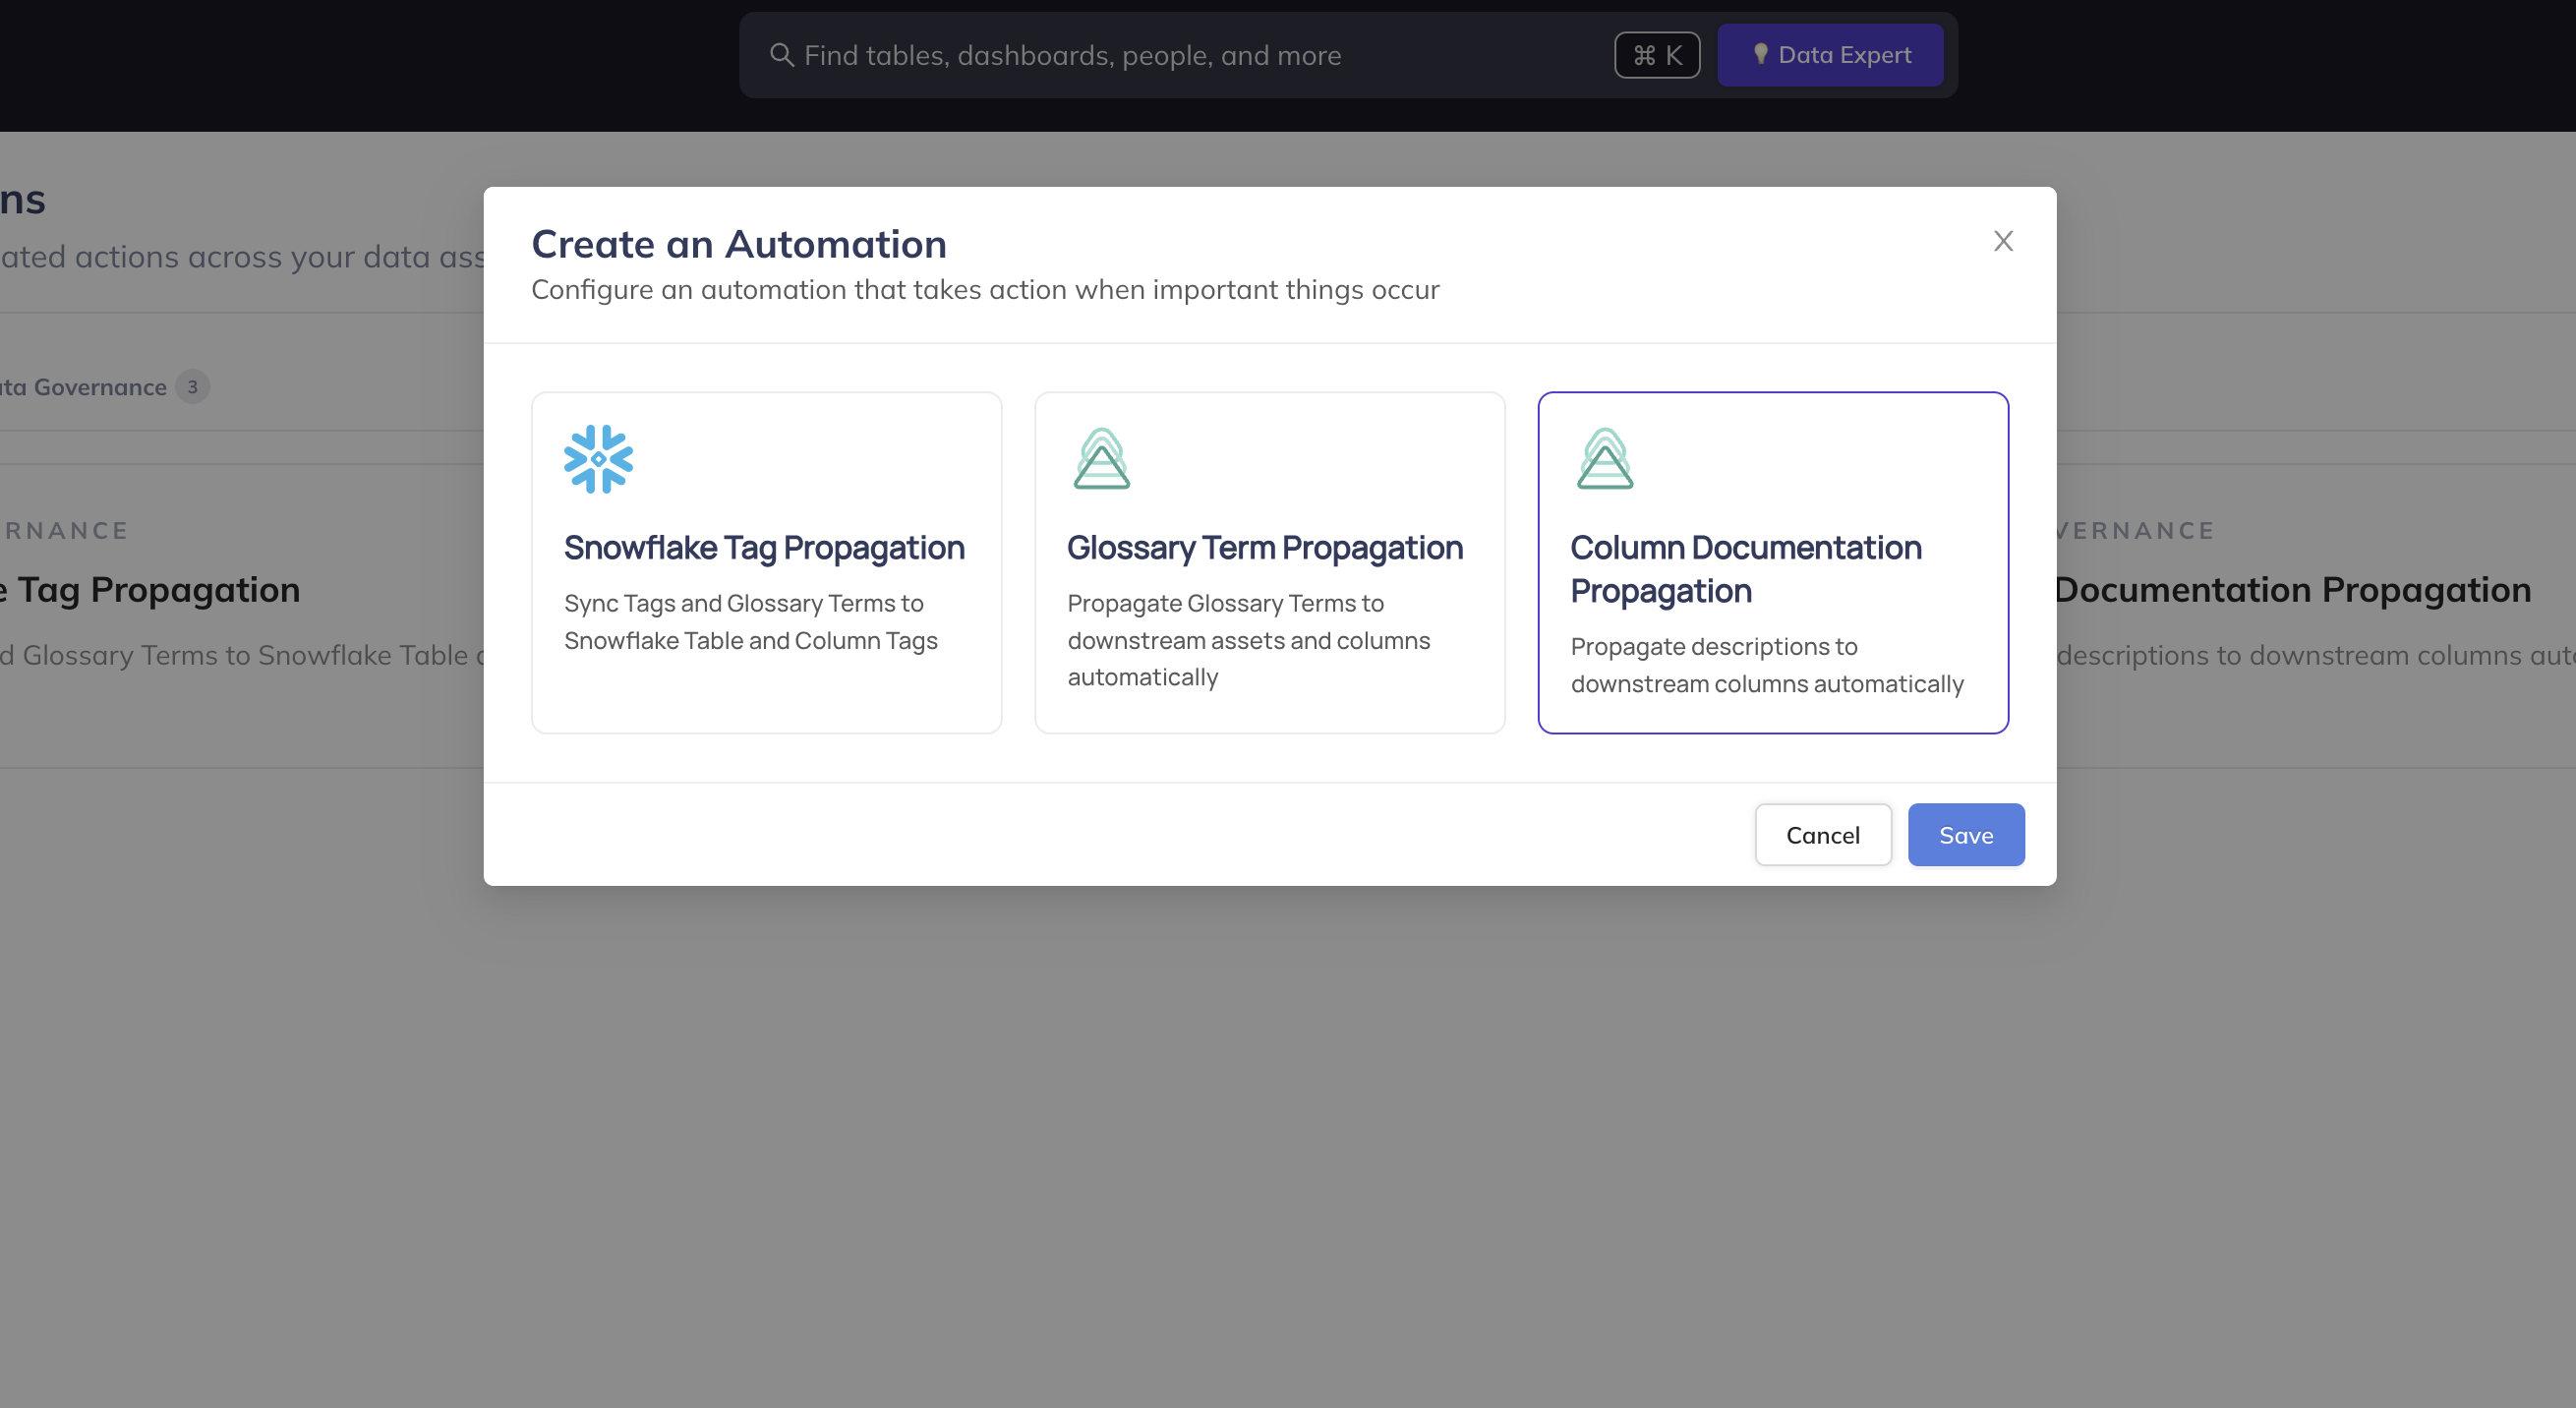 Find tables, dashboards, people, and more
⌘ K
Data Expert
ns
ated actions across your data ass
ta Governance 3
RNANCE
e Tag Propagation
d Glossary Terms to Snowflake Table
Create an Automation
Configure an automation that takes action when important things occur
Snowflake Tag Propagation
Sync Tags and Glossary Terms to
Snowflake Table and Column Tags
Glossary Term Propagation
Propagate Glossary Terms to
downstream assets and columns
automatically
Column Documentation
Propagation
Propagate descriptions to
downstream columns automatically
Cancel
Save
VERNANCE
Documentation Propagation
descriptions to downstream columns aut